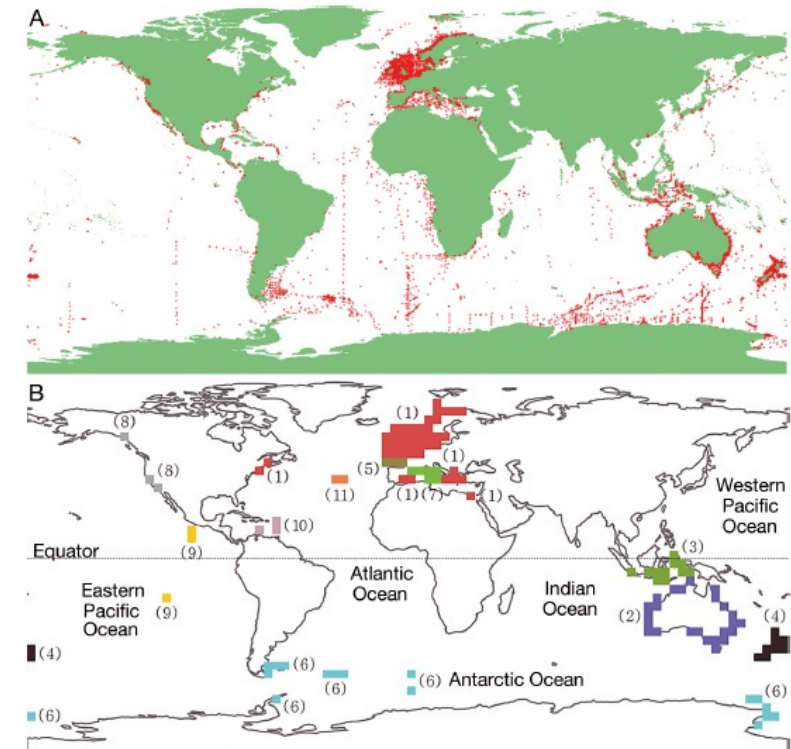 A
B
(1)
(8)
(1)
(8)
(1)
(5)
(11)
(1)
(7)
(1)
Western
Pacific
Ocean
(10)
(9)
Equator
(3)
Atlantic
Ocean
Eastern
Pacific
Ocean
(9)
Indian
Ocean
(2)
(4)
(4)
(6)
(6)
(6)
Antarctic Ocean
(6)
(6)
(6)